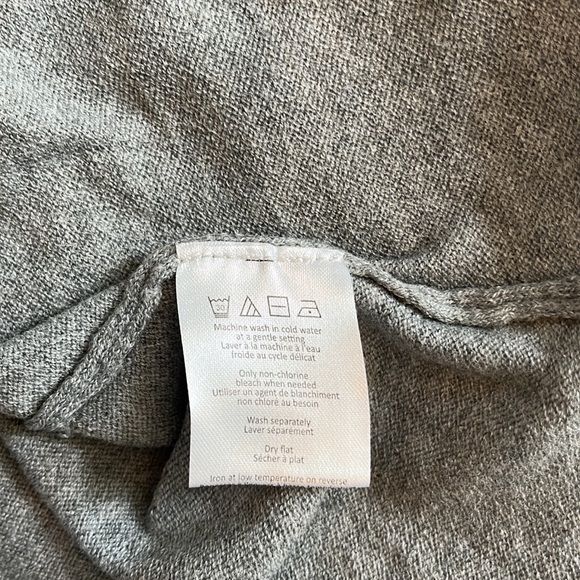 30
Machine wash in cold water
at a gentle setting
Laver à la machine à l'eau
froide au cycle délicat
Only non-chlorine
bleach when needed
Utiliser un agent de blanchiment
non chloré au besoin
Wash separately
Laver séparément
Dry flat
Sécher à plat
Iron at low temperature on reverse